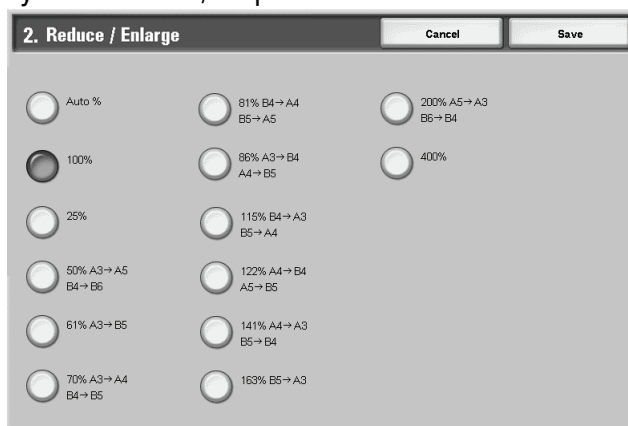 2. Reduce / Enlarge
Cancel
Save
Auto %
100%
25%
50% A3→A5
B4→B6
61% A3→B5
70% A3→A4
B4→B5
81% B4→A4
B5→A5
86% A3→B4
A4→B5
115% B4→A3
B5→A4
122% A4→B4
A5→B5
141% A4→A3
B5→B4
163% B5→A3
200% A5→A3
B6→B4
400%